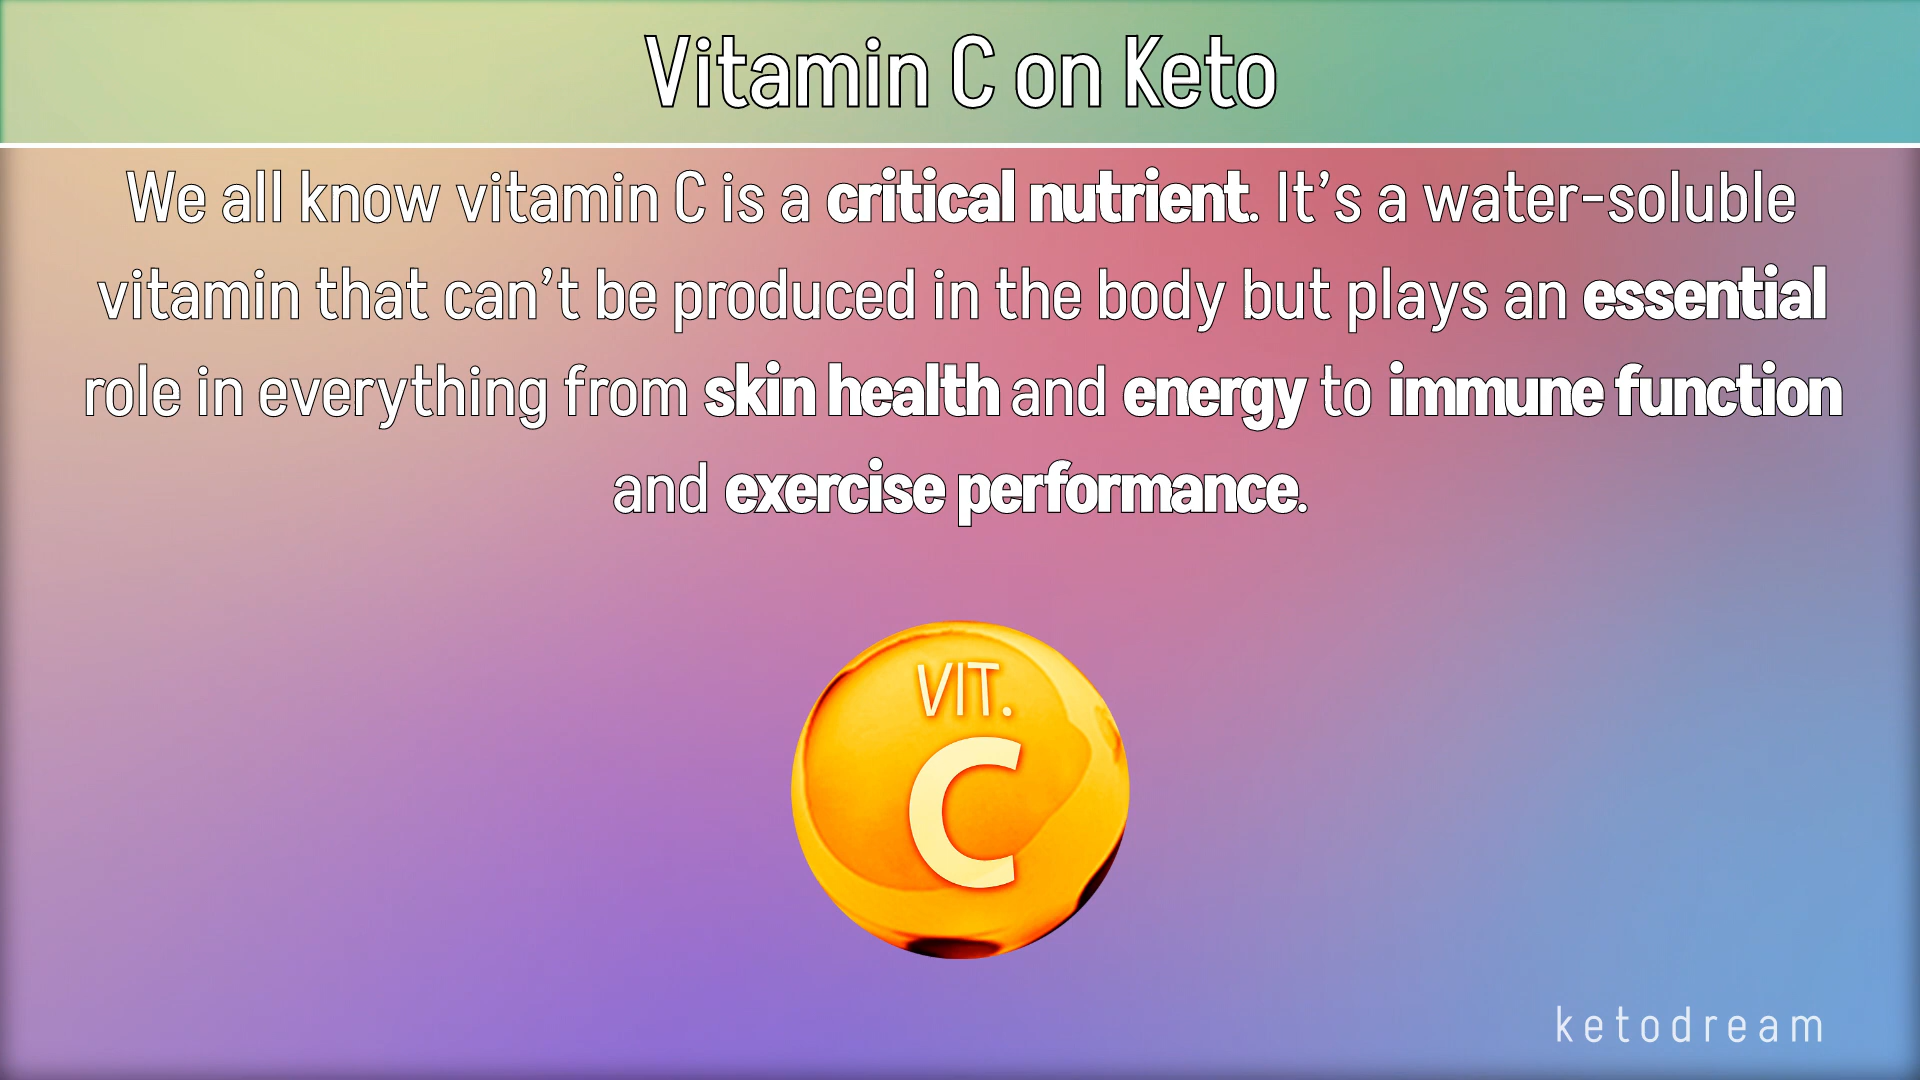 Vitamin C on Keto
We all know vitamin C is a critical nutrient. It’s a water-soluble
vitamin that can’t be produced in the body but plays an essential
role in everything from skin health and energy to immune function
and exercise performance.
VIT.
C
ketodream